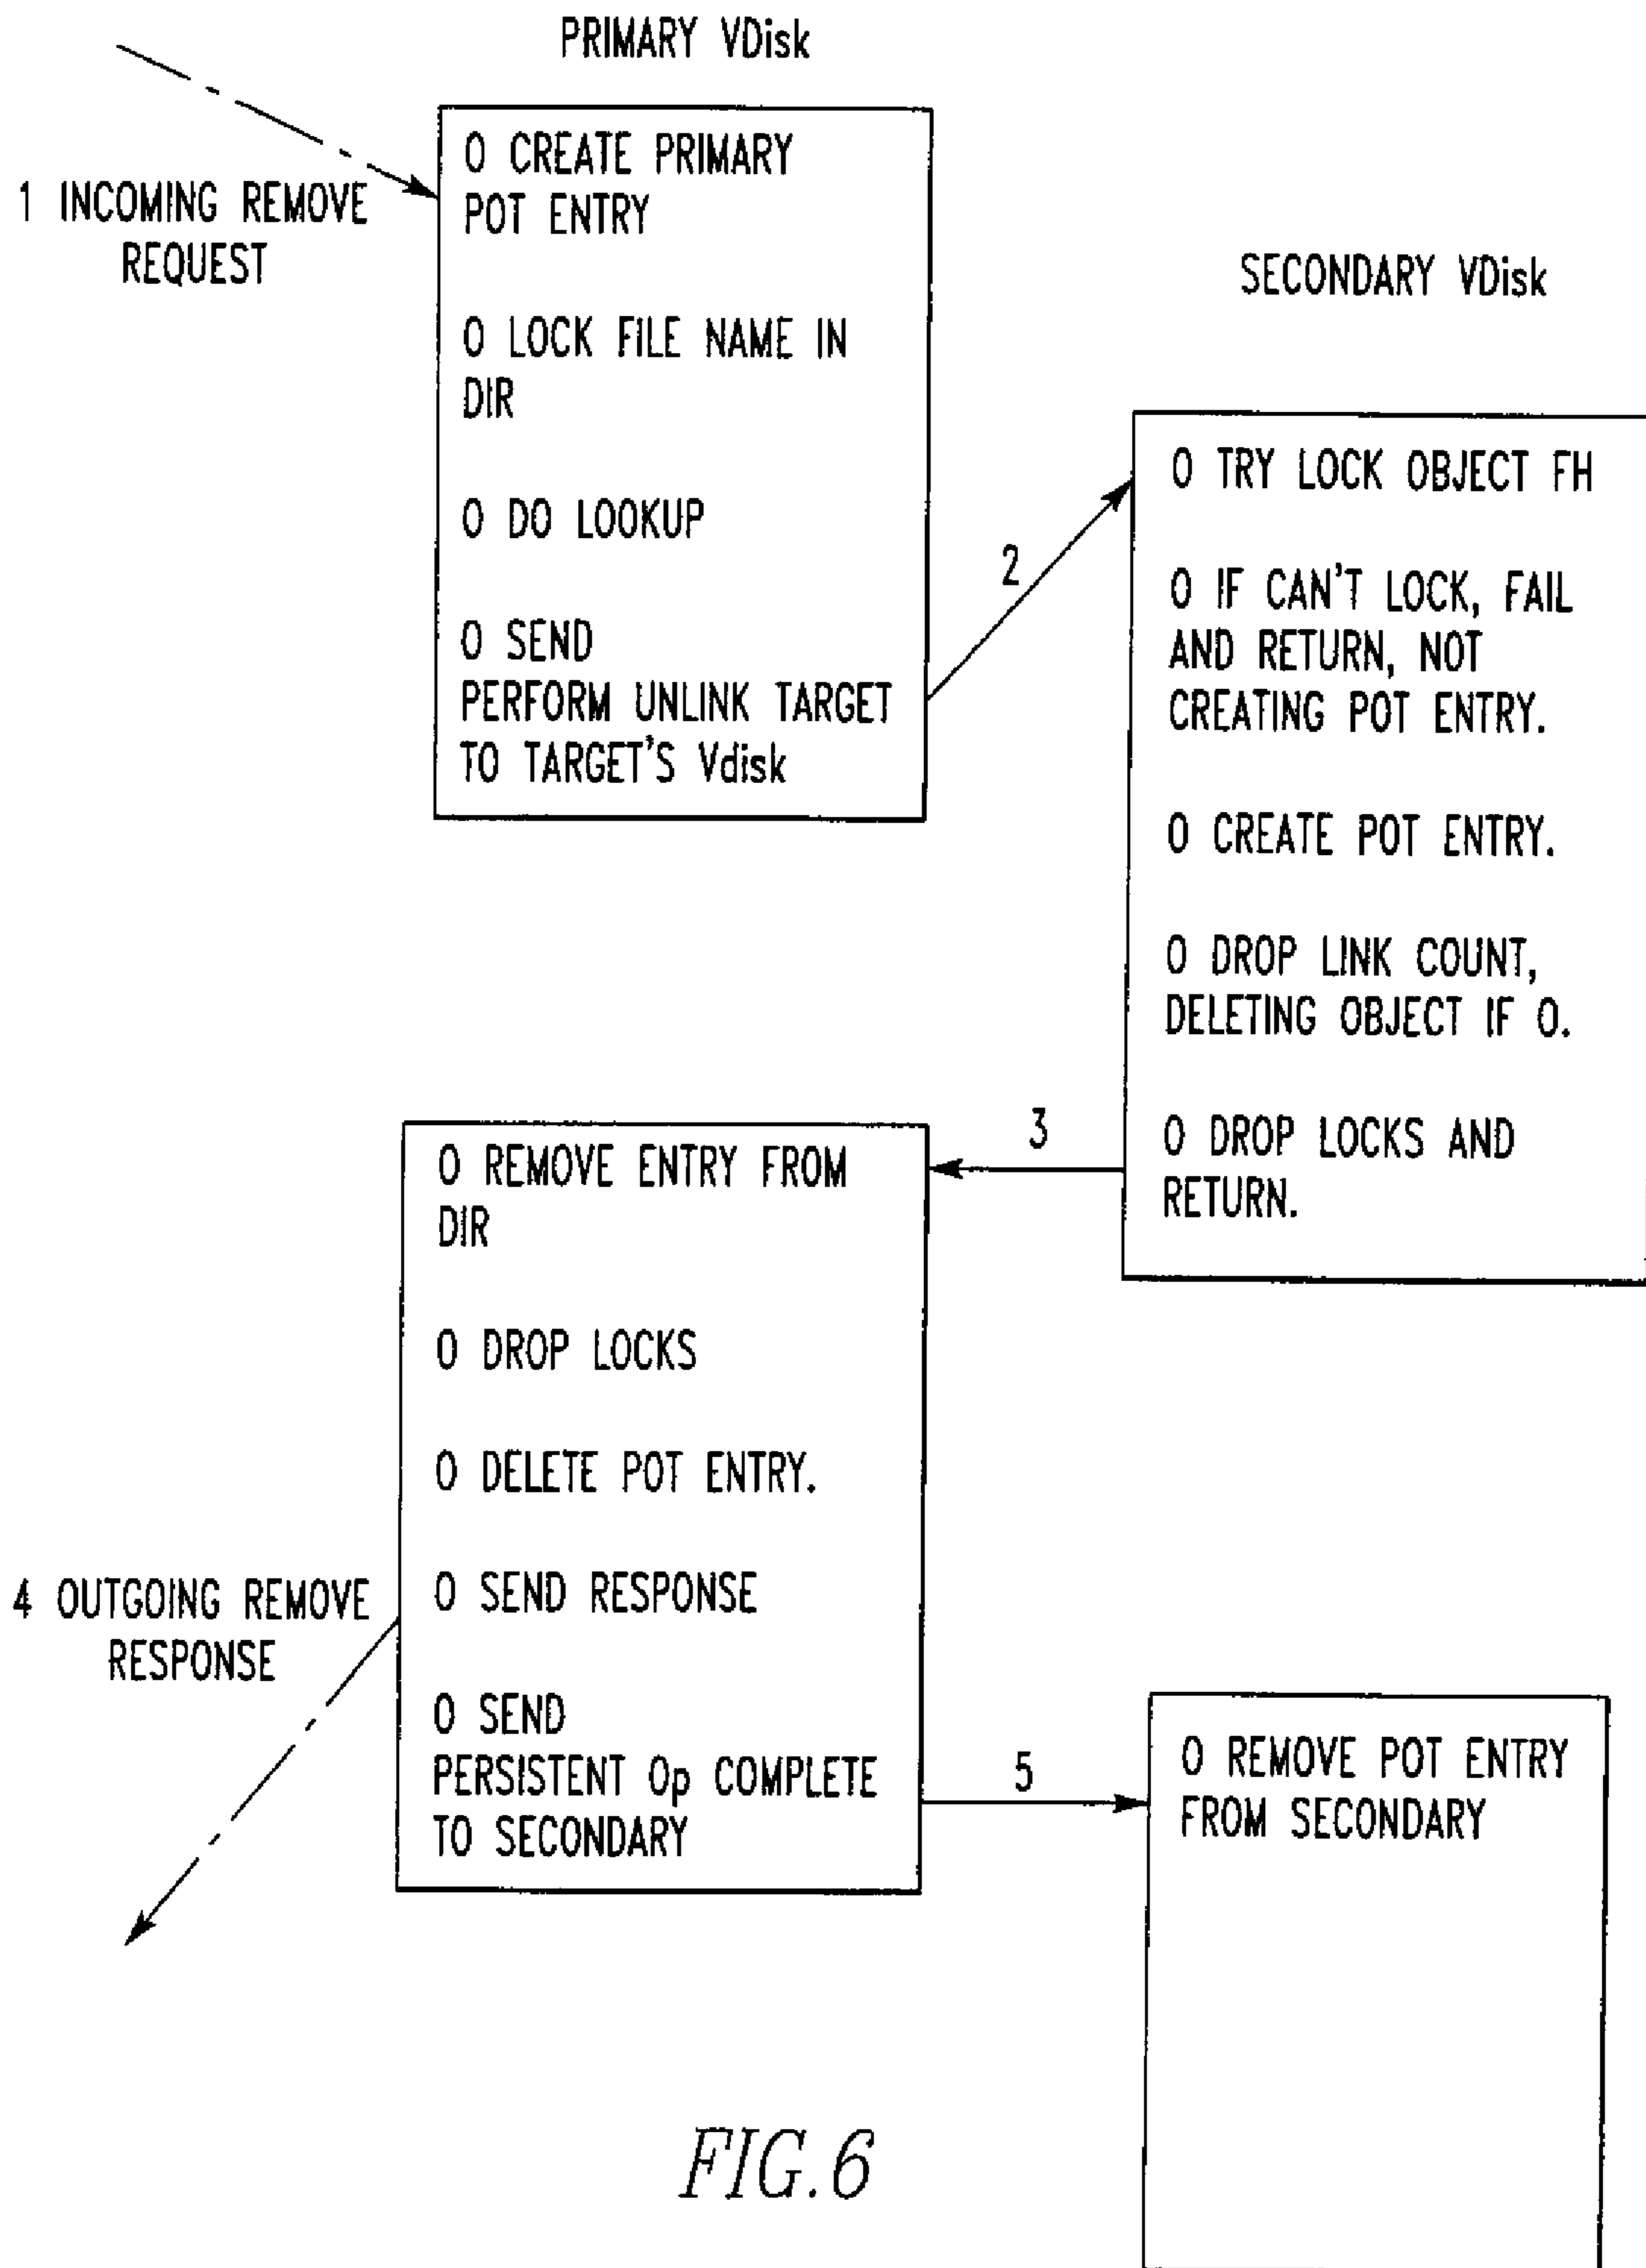 PRIMARY VDisk
1 INCOMING REMOVE
REQUEST
O CREATE PRIMARY
POT ENTRY
O LOCK FILE NAME IN
DIR
O DO LOOKUP
O SEND
PERFORM UNLINK TARGET
TO TARGET'S Vdisk
2
SECONDARY VDisk
O TRY LOCK OBJECT FH
O IF CAN'T LOCK, FAIL
AND RETURN, NOT
CREATING POT ENTRY.
O CREATE POT ENTRY.
O DROP LINK COUNT,
DELETING OBJECT IF 0.
O DROP LOCKS AND
RETURN.
3
O REMOVE ENTRY FROM
DIR
O DROP LOCKS
O DELETE POT ENTRY.
O SEND RESPONSE
O SEND
PERSISTENT Op COMPLETE
TO SECONDARY
4 OUTGOING REMOVE
RESPONSE
5
O REMOVE POT ENTRY
FROM SECONDARY
FIG.6